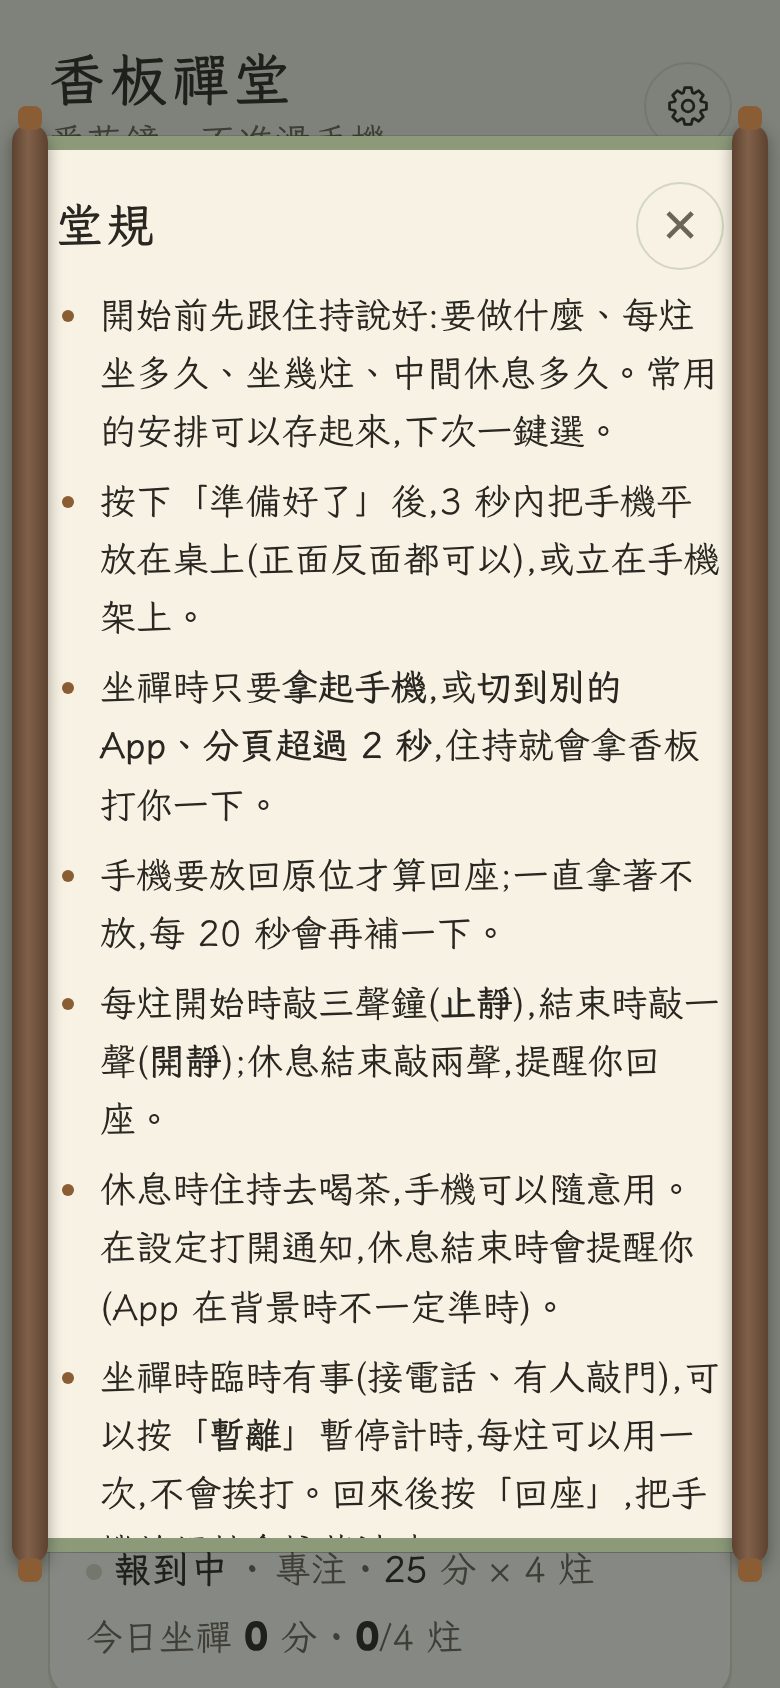 香板禪堂
堂規
開始前先跟住持說好:要做什麼、每炷
坐多久、坐幾炷、中間休息多久。常用
的安排可以存起來,下次一鍵選。
按下「準備好了」後,3 秒內把手機平
放在桌上(正面反面都可以),或立在手機
架上。
坐禪時只要拿起手機,或切到別的
App、分頁超過 2 秒,住持就會拿香板
打你一下。
手機要放回原位才算回座;一直拿著不
放,每 20 秒會再補一下。
每炷開始時敲三聲鐘(止靜),結束時敲一
聲(開靜);休息結束敲兩聲,提醒你回
座。
休息時住持去喝茶,手機可以隨意用。
在設定打開通知,休息結束時會提醒你
(App 在背景時不一定準時)。
坐禪時臨時有事(接電話、有人敲門),可
以按「暫離」暫停計時,每炷可以用一
次,不會挨打。回來後按「回座」,把手
報到中・專注・25 分 × 4 炷
今日坐禪 0 分・0/4 炷